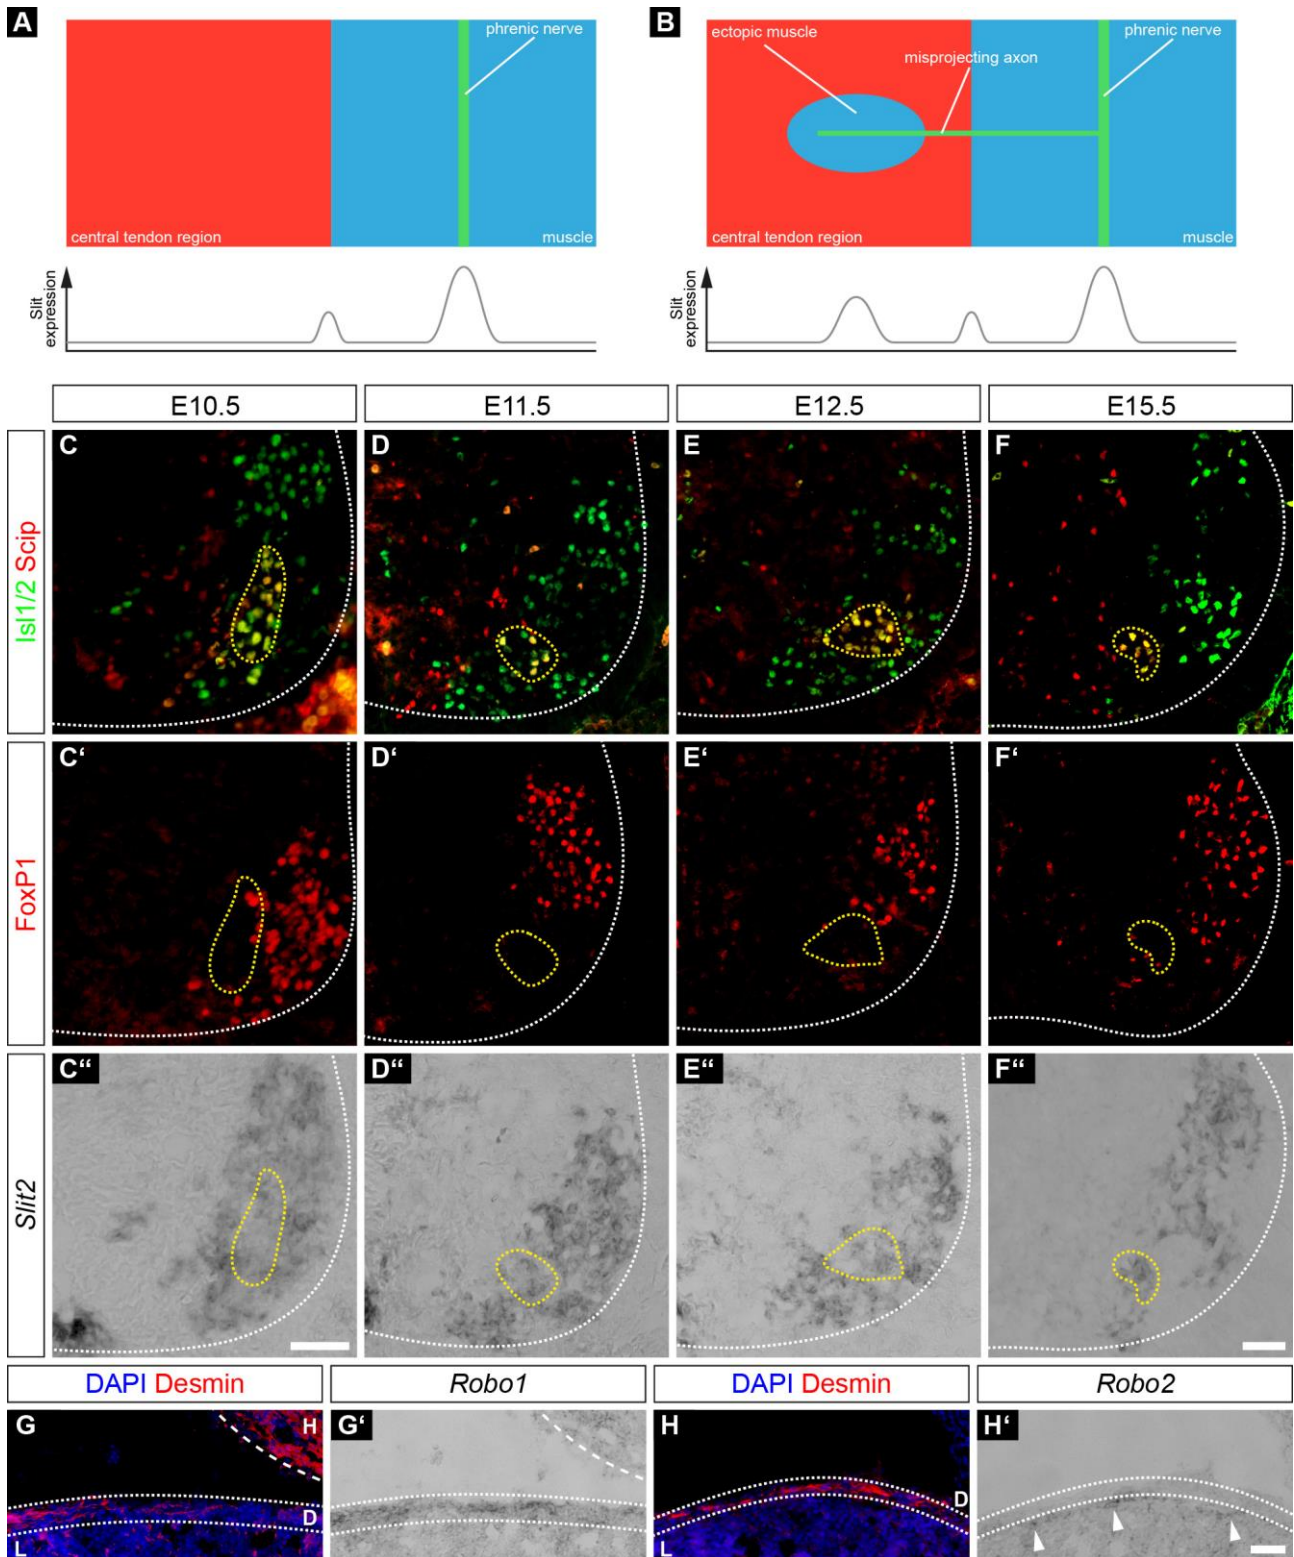 A
phrenic nerve
central tendon region
muscle
Slit
expression
B
ectopic muscle
phrenic nerve
misprojecting axon
central tendon region
muscle
Slit
expression
E10.5
E11.5
E12.5
E15.5
Isl1/2 Scip
C
D
E
F
FoxP1
C‘
D‘
E‘
F‘
Slit2
C“
D“
E“
F“
DAPI Desmin
Robo1
DAPI Desmin
Robo2
G
H
D
L
G‘
H
D
L
H‘